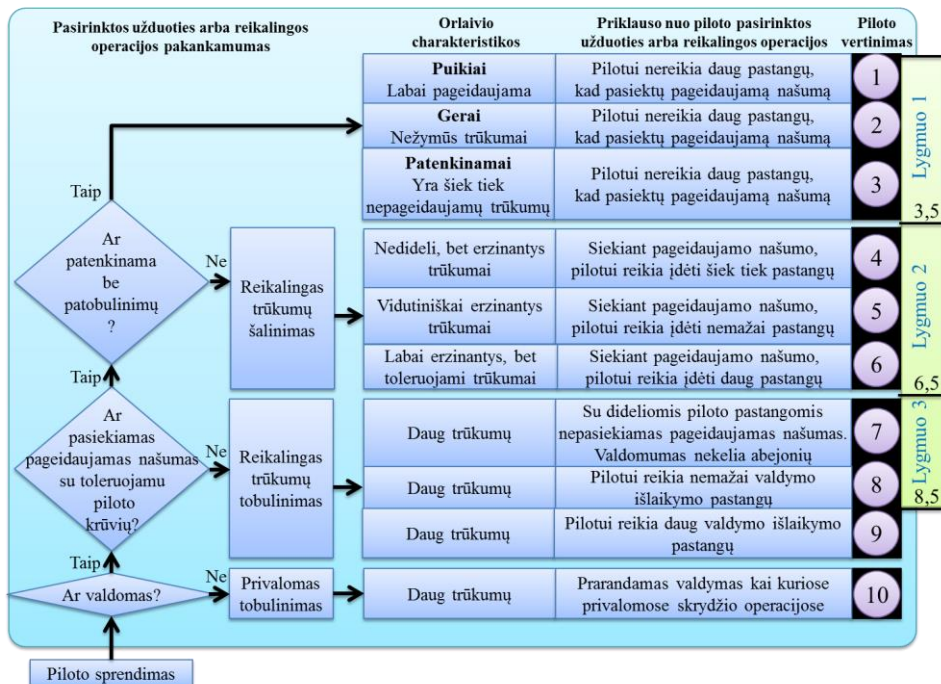 Pasirinktos užduoties arba reikalingos
operacijos pakankamumas
Orlaivio
charakteristikos
Priklauso nuo piloto pasirinktos
užduoties arba reikalingos operacijos
Piloto
vertinimas
Puikiai
Labai pageidaujama
Pilotui nereikia daug pastangų,
kad pasiektų pageidaujamą našumą
1
Gerai
Nežymūs trūkumai
Pilotui nereikia daug pastangų,
kad pasiektų pageidaujamą našumą
2
Patenkinamai
Yra šiek tiek
nepageidaujamų trūkumų
Pilotui nereikia daug pastangų,
kad pasiektų pageidaujamą našumą
3
Lygmuo 1
3,5
Taip
Ar
patenkinama
be
patobulinimų
?
Ne
Reikalingas
trūkumų
šalinimas
Nedideli, bet erzinantys
trūkumai
Siekiant pageidaujamo našumo,
pilotui reikia įdėti šiek tiek pastangų
4
Vidutiniškai erzinantys
trūkumai
Siekiant pageidaujamo našumo,
pilotui reikia įdėti nemažai pastangų
5
Labai erzinantys, bet
toleruojami trūkumai
Siekiant pageidaujamo našumo,
pilotui reikia įdėti daug pastangų
6
Lygmuo 2
6,5
Taip
Ar
pasiekiamas
pageidaujamas našumas
su toleruojamu
piloto
krūvių?
Ne
Reikalingas
trūkumų
tobulinimas
Daug trūkumų
Su dideliomis piloto pastangomis
nepasiekiamas pageidaujamas našumas.
Valdomumas nekelia abejonių
7
Daug trūkumų
Pilotui reikia nemažai valdymo
išlaikymo pastangų
8
Lygmuo 3
8,5
Daug trūkumų
Pilotui reikia daug valdymo išlaikymo
pastangų
9
Taip
Ar valdomas?
Ne
Privalomas
tobulinimas
Daug trūkumų
Prarandamas valdymas kai kuriose
privalomose skrydžio operacijose
10
Piloto sprendimas